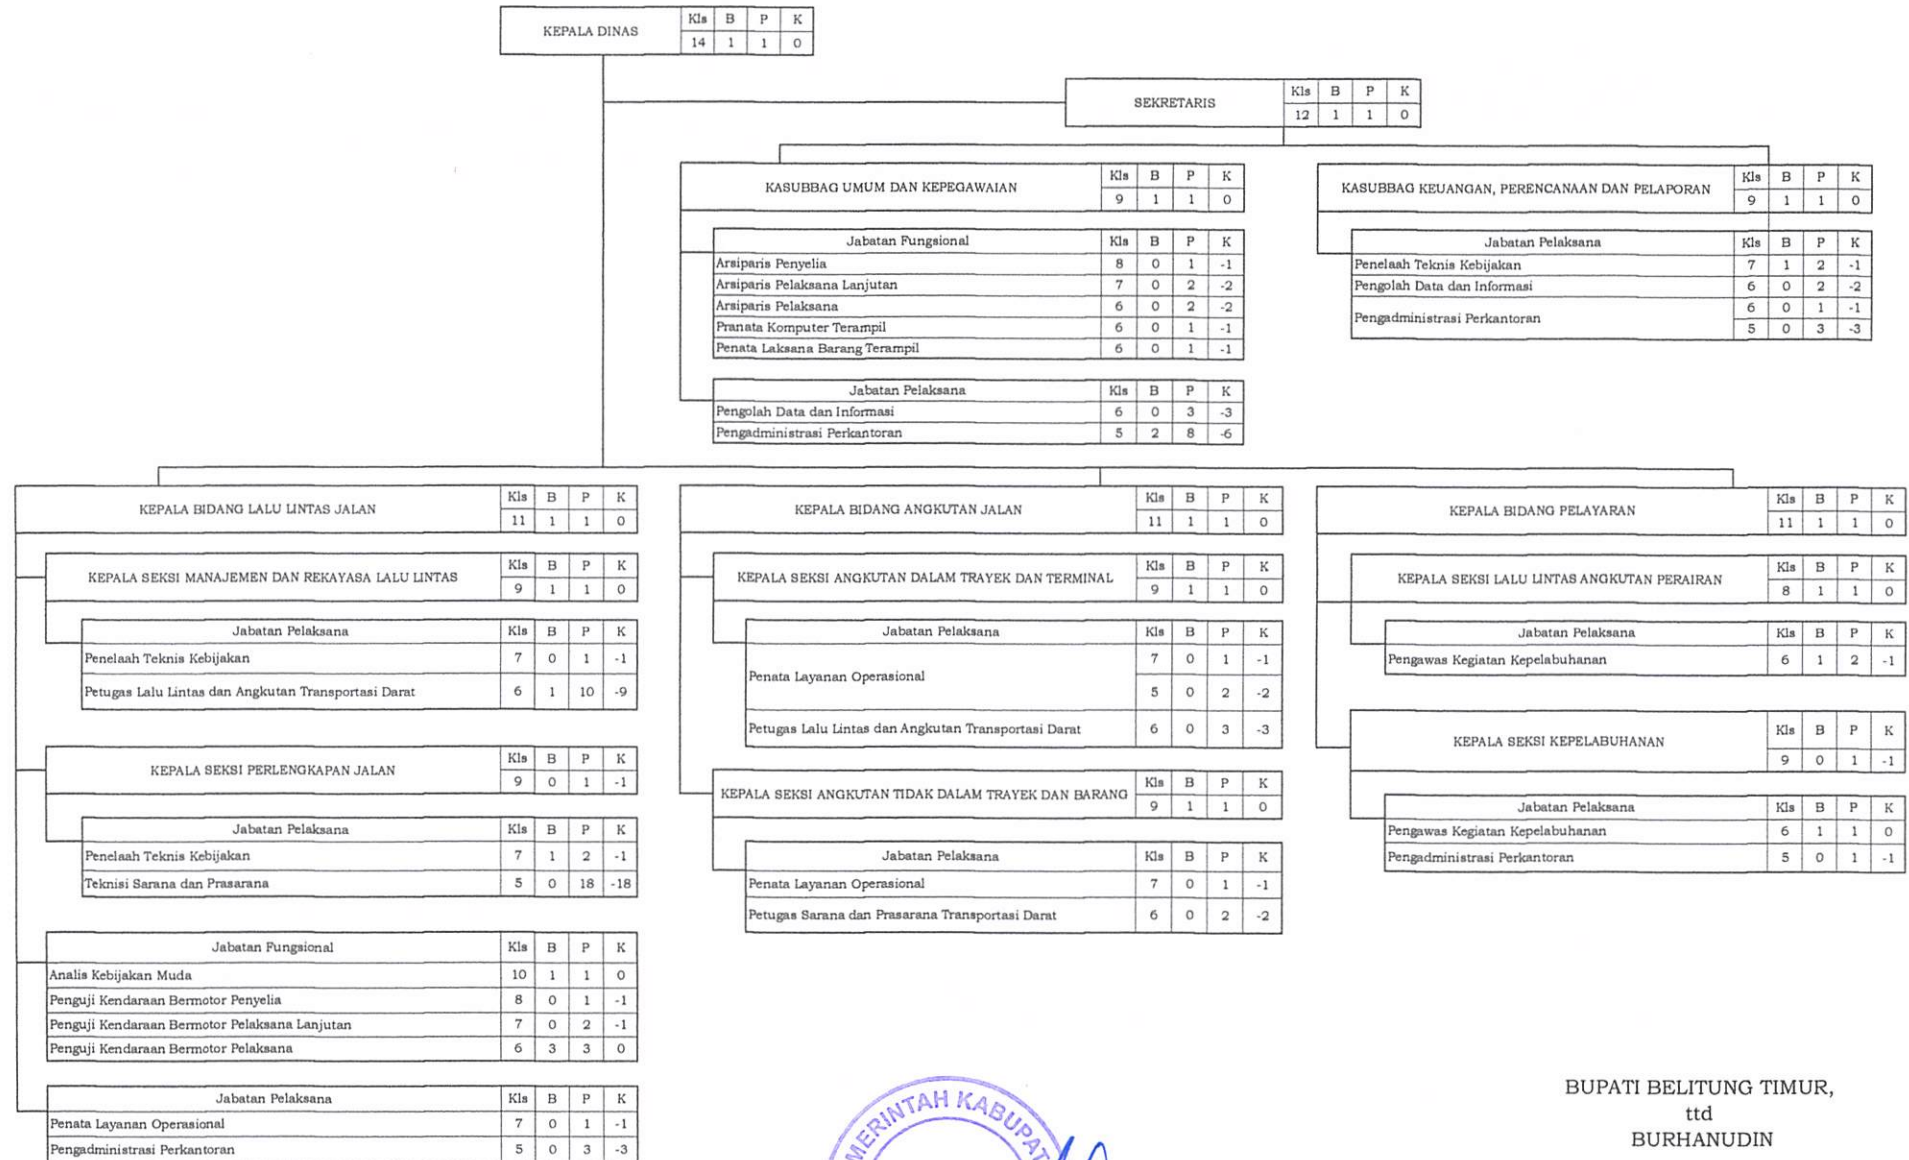 KEPALA DINAS
Kls B P K
14 1 1 0
SEKRETARIS
Kls B P K
12 1 1 0
KASUBBAG UMUM DAN KEPEGAWAIAN
Kls B P K
9 1 1 0
Jabatan Fungsional Kls B P K
Arsiparis Penyelia 8 0 1 -1
Arsiparis Pelaksana Lanjutan 7 0 2 -2
Arsiparis Pelaksana 6 0 2 -2
Pranata Komputer Terampil 6 0 1 -1
Penata Laksana Barang Terampil 6 0 1 -1
Jabatan Pelaksana Kls B P K
Pengolah Data dan Informasi 6 0 3 -3
Pengadministrasi Perkantoran 5 2 8 -6
KASUBBAG KEUANGAN, PERENCANAAN DAN PELAPORAN
Kls B P K
9 1 1 0
Jabatan Pelaksana Kls B P K
Penelaah Teknis Kebijakan 7 1 2 -1
Pengolah Data dan Informasi 6 0 2 -2
Pengadministrasi Perkantoran
6 0 1 -1
5 0 3 -3
KEPALA BIDANG LALU LINTAS JALAN
Kls B P K
11 1 1 0
KEPALA SEKSI MANAJEMEN DAN REKAYASA LALU LINTAS
Kls B P K
9 1 1 0
Jabatan Pelaksana Kls B P K
Penelaah Teknis Kebijakan 7 0 1 -1
Petugas Lalu Lintas dan Angkutan Transportasi Darat 6 1 10 -9
KEPALA SEKSI PERLENGKAPAN JALAN
Kls B P K
9 0 1 -1
Jabatan Pelaksana Kls B P K
Penelaah Teknis Kebijakan 7 1 2 -1
Teknisi Sarana dan Prasarana 5 0 18 -18
Jabatan Fungsional Kls B P K
Analis Kebijakan Muda 10 1 1 0
Penguji Kendaraan Bermotor Penyelia 8 0 1 -1
Penguji Kendaraan Bermotor Pelaksana Lanjutan 7 0 2 -1
Penguji Kendaraan Bermotor Pelaksana 6 3 3 0
Jabatan Pelaksana Kls B P K
Penata Layanan Operasional 7 0 1 -1
Pengadministrasi Perkantoran 5 0 3 -3
KEPALA BIDANG ANGKUTAN JALAN
Kls B P K
11 1 1 0
KEPALA SEKSI ANGKUTAN DALAM TRAYEK DAN TERMINAL
Kls B P K
9 1 1 0
Jabatan Pelaksana Kls B P K
Penata Layanan Operasional
7 0 1 -1
5 0 2 -2
Petugas Lalu Lintas dan Angkutan Transportasi Darat 6 0 3 -3
KEPALA SEKSI ANGKUTAN TIDAK DALAM TRAYEK DAN BARANG
Kls B P K
9 1 1 0
Jabatan Pelaksana Kls B P K
Penata Layanan Operasional 7 0 1 -1
Petugas Sarana dan Prasarana Transportasi Darat 6 0 2 -2
KEPALA BIDANG PELAYARAN
Kls B P K
11 1 1 0
KEPALA SEKSI LALU LINTAS ANGKUTAN PERAIRAN
Kls B P K
8 1 1 0
Jabatan Pelaksana Kls B P K
Pengawas Kegiatan Kepelabuhanan 6 1 2 -1
KEPALA SEKSI KEPELABUHANAN
Kls B P K
9 0 1 -1
Jabatan Pelaksana Kls B P K
Pengawas Kegiatan Kepelabuhanan 6 1 1 0
Pengadministrasi Perkantoran 5 0 1 -1
MERINTAH KABUPAT
BUPATI BELITUNG TIMUR,
ttd
BURHANUDIN